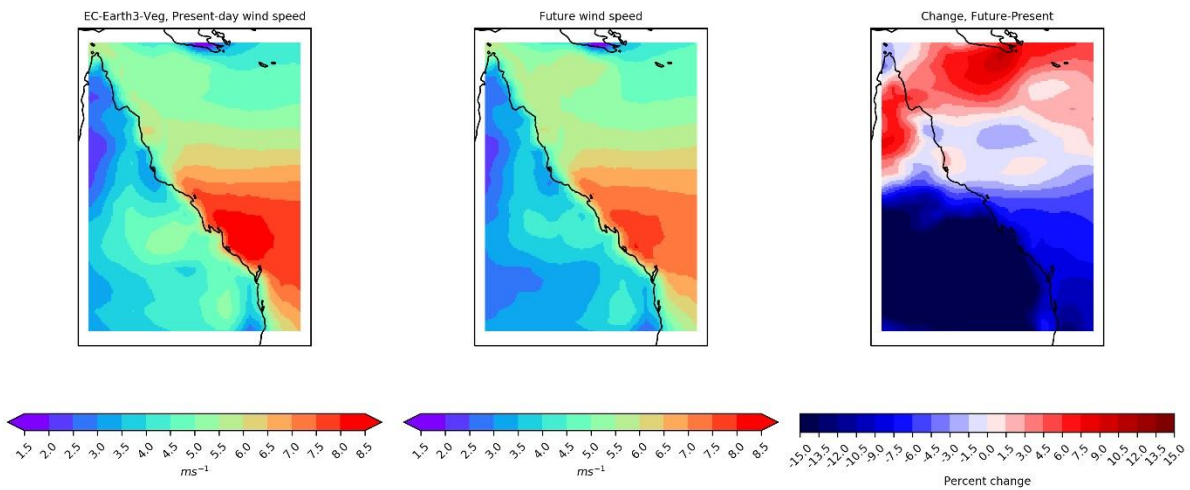 EC-Earth3-Veg, Present-day wind speed
Future wind speed
Change, Future-Present
1.5 2.0 2.5 3.0 3.5 4.0 4.5 5.0 5.5 6.0 6.5 7.0 7.5 8.0 8.5
ms⁻¹
1.5 2.0 2.5 3.0 3.5 4.0 4.5 5.0 5.5 6.0 6.5 7.0 7.5 8.0 8.5
ms⁻¹
-15.0 -13.5 -12.0 -10.5 -9.0 -7.5 -6.0 -4.5 -3.0 -1.5 0.0 1.5 3.0 4.5 6.0 7.5 9.0 10.5 12.0 13.5 15.0
Percent change